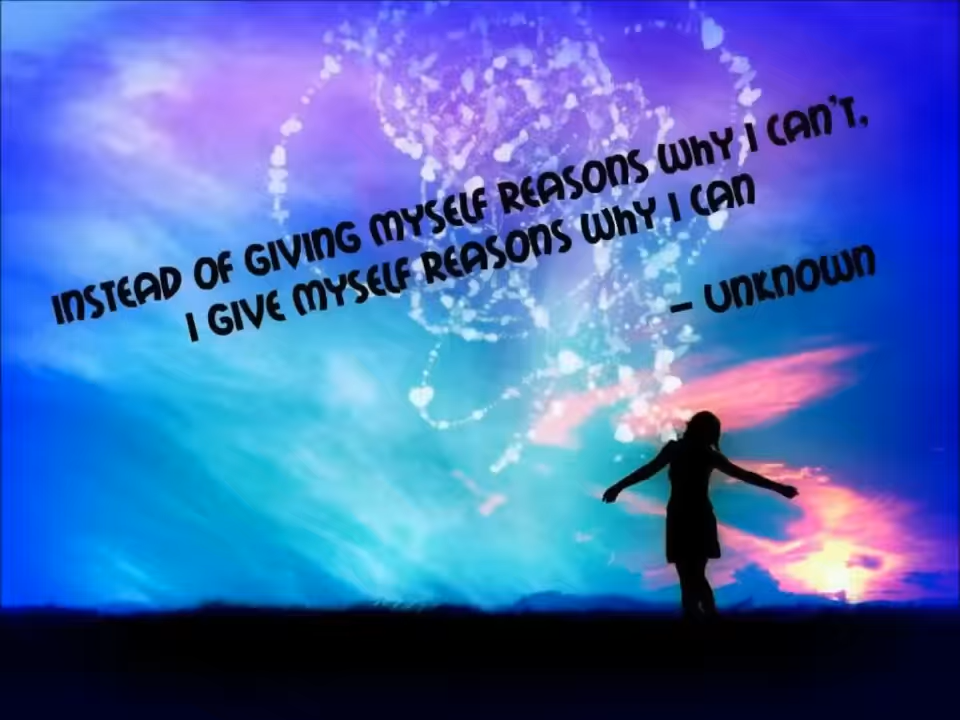 INSTEAD OF GIVING MYSELF REASONS WHY I CAN'T,
I GIVE MYSELF REASONS WHY I CAN
– UNKNOWN